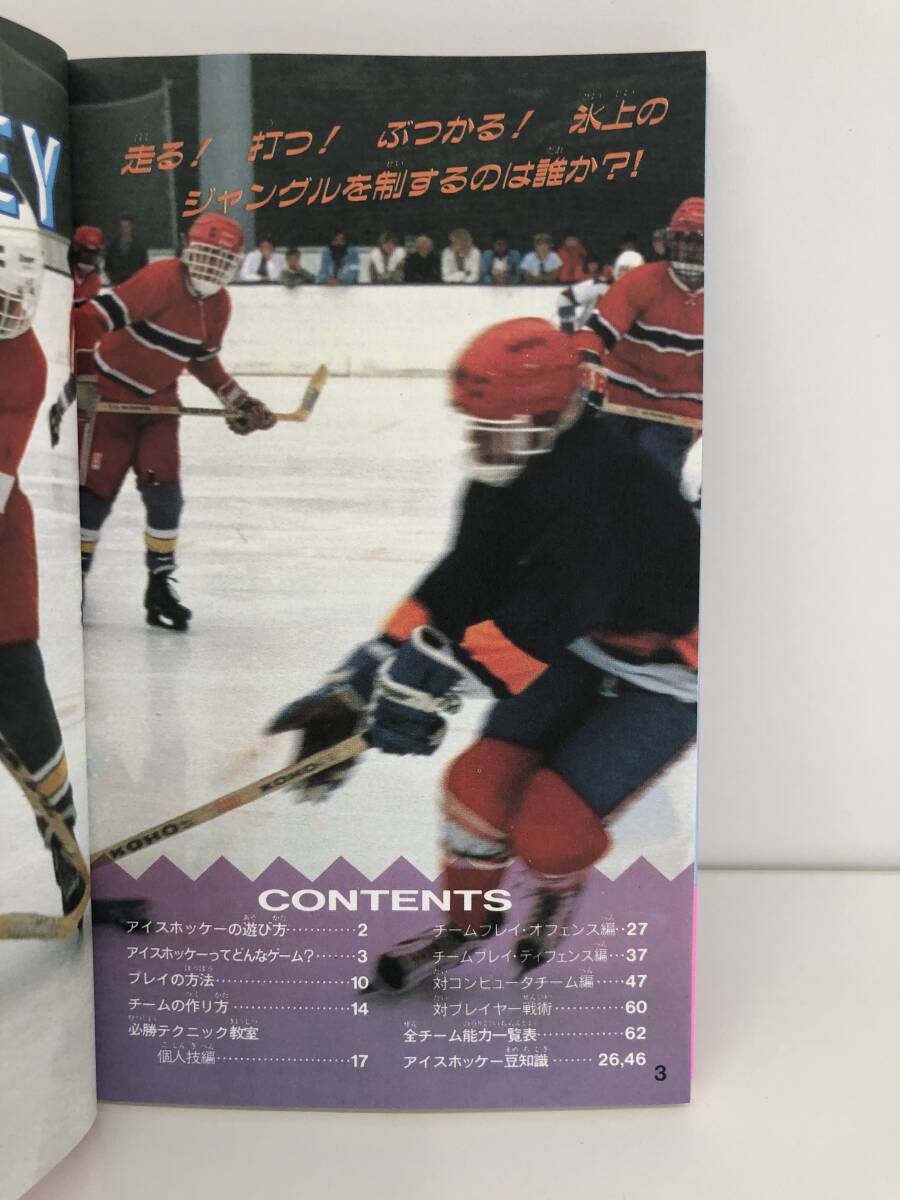 EY
走る! 打つ! ぶつかる! 氷上の
ジャングルを制するのは誰か?!
KOHO
KOHO
CONTENTS
アイスホッケーの遊び方…………2
アイスホッケーってどんなゲーム?……3
プレイの方法……………………10
チームの作り方…………………14
必勝テクニック教室
個人技編……………………17
チームプレイ・オフェンス編…27
チームプレイ・ディフェンス編…37
対コンピュータチーム編……47
対プレイヤー戦術……………60
全チーム能力一覧表…………62
アイスホッケー豆知識………26,46
3